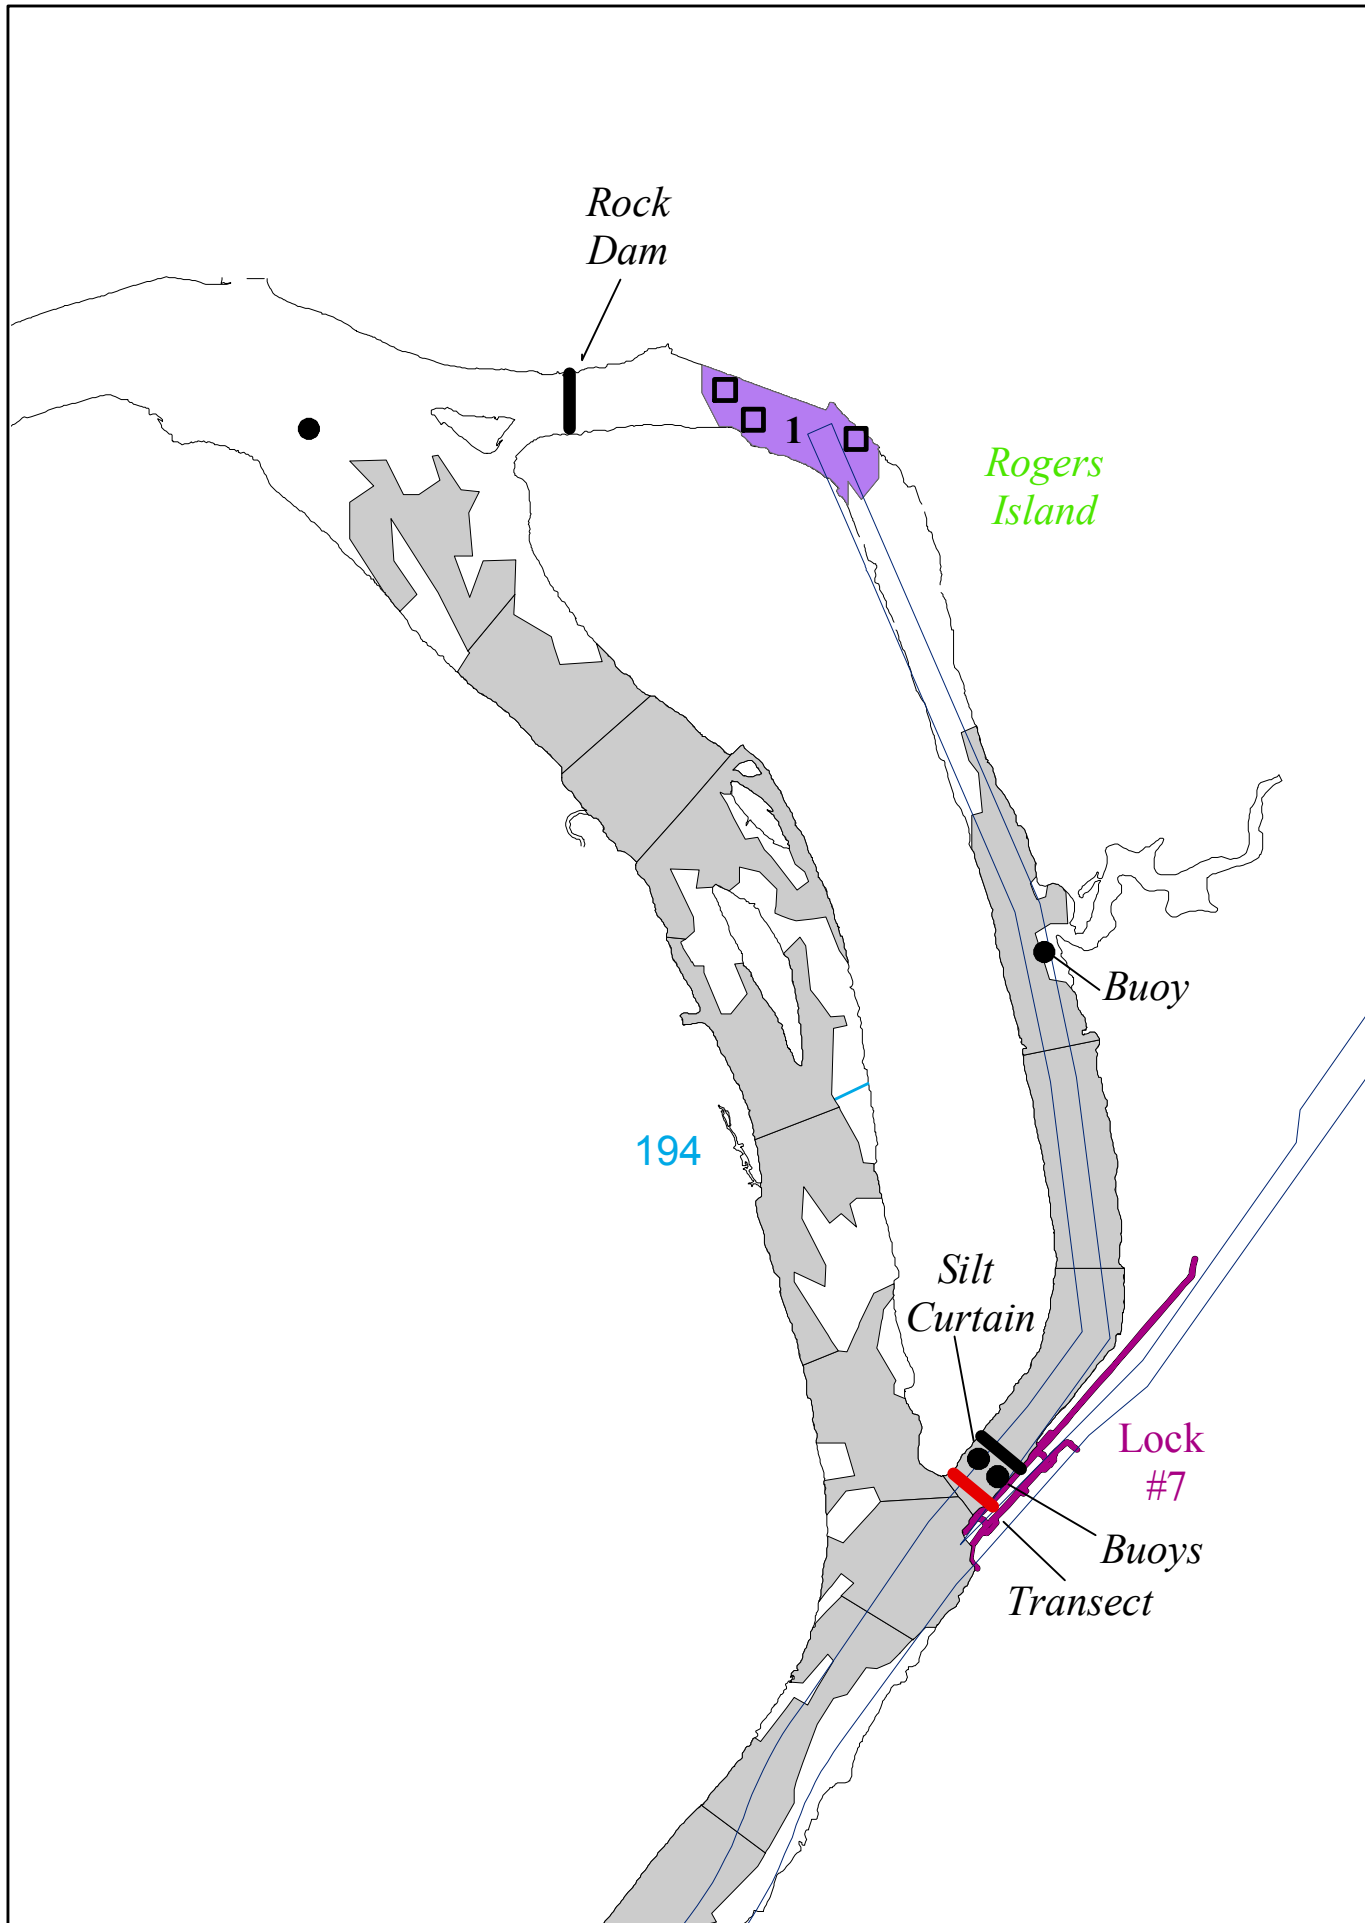 Rock
Dam
1
Rogers
Island
Buoy
194
Silt
Curtain
Lock
#7
Buoys
Transect